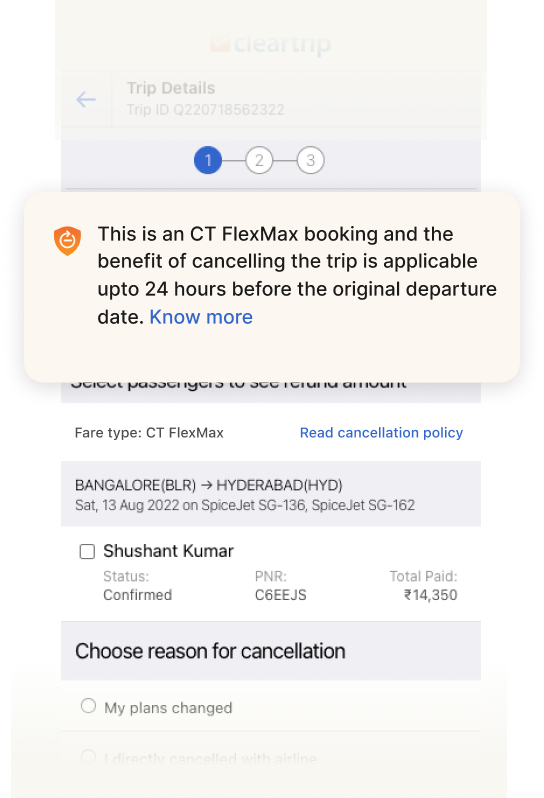 cleartrip
Trip Details
Trip ID Q220718562322
1 2 3
This is an CT FlexMax booking and the
benefit of cancelling the trip is applicable
upto 24 hours before the original departure
date. Know more
Select passengers to see refund amount
Fare type: CT FlexMax
Read cancellation policy
BANGALORE(BLR) → HYDERABAD(HYD)
Sat, 13 Aug 2022 on SpiceJet SG-136, SpiceJet SG-162
Shushant Kumar
Status: PNR: Total Paid:
Confirmed C6EEJS ₹14,350
Choose reason for cancellation
My plans changed
I directly cancelled with airline